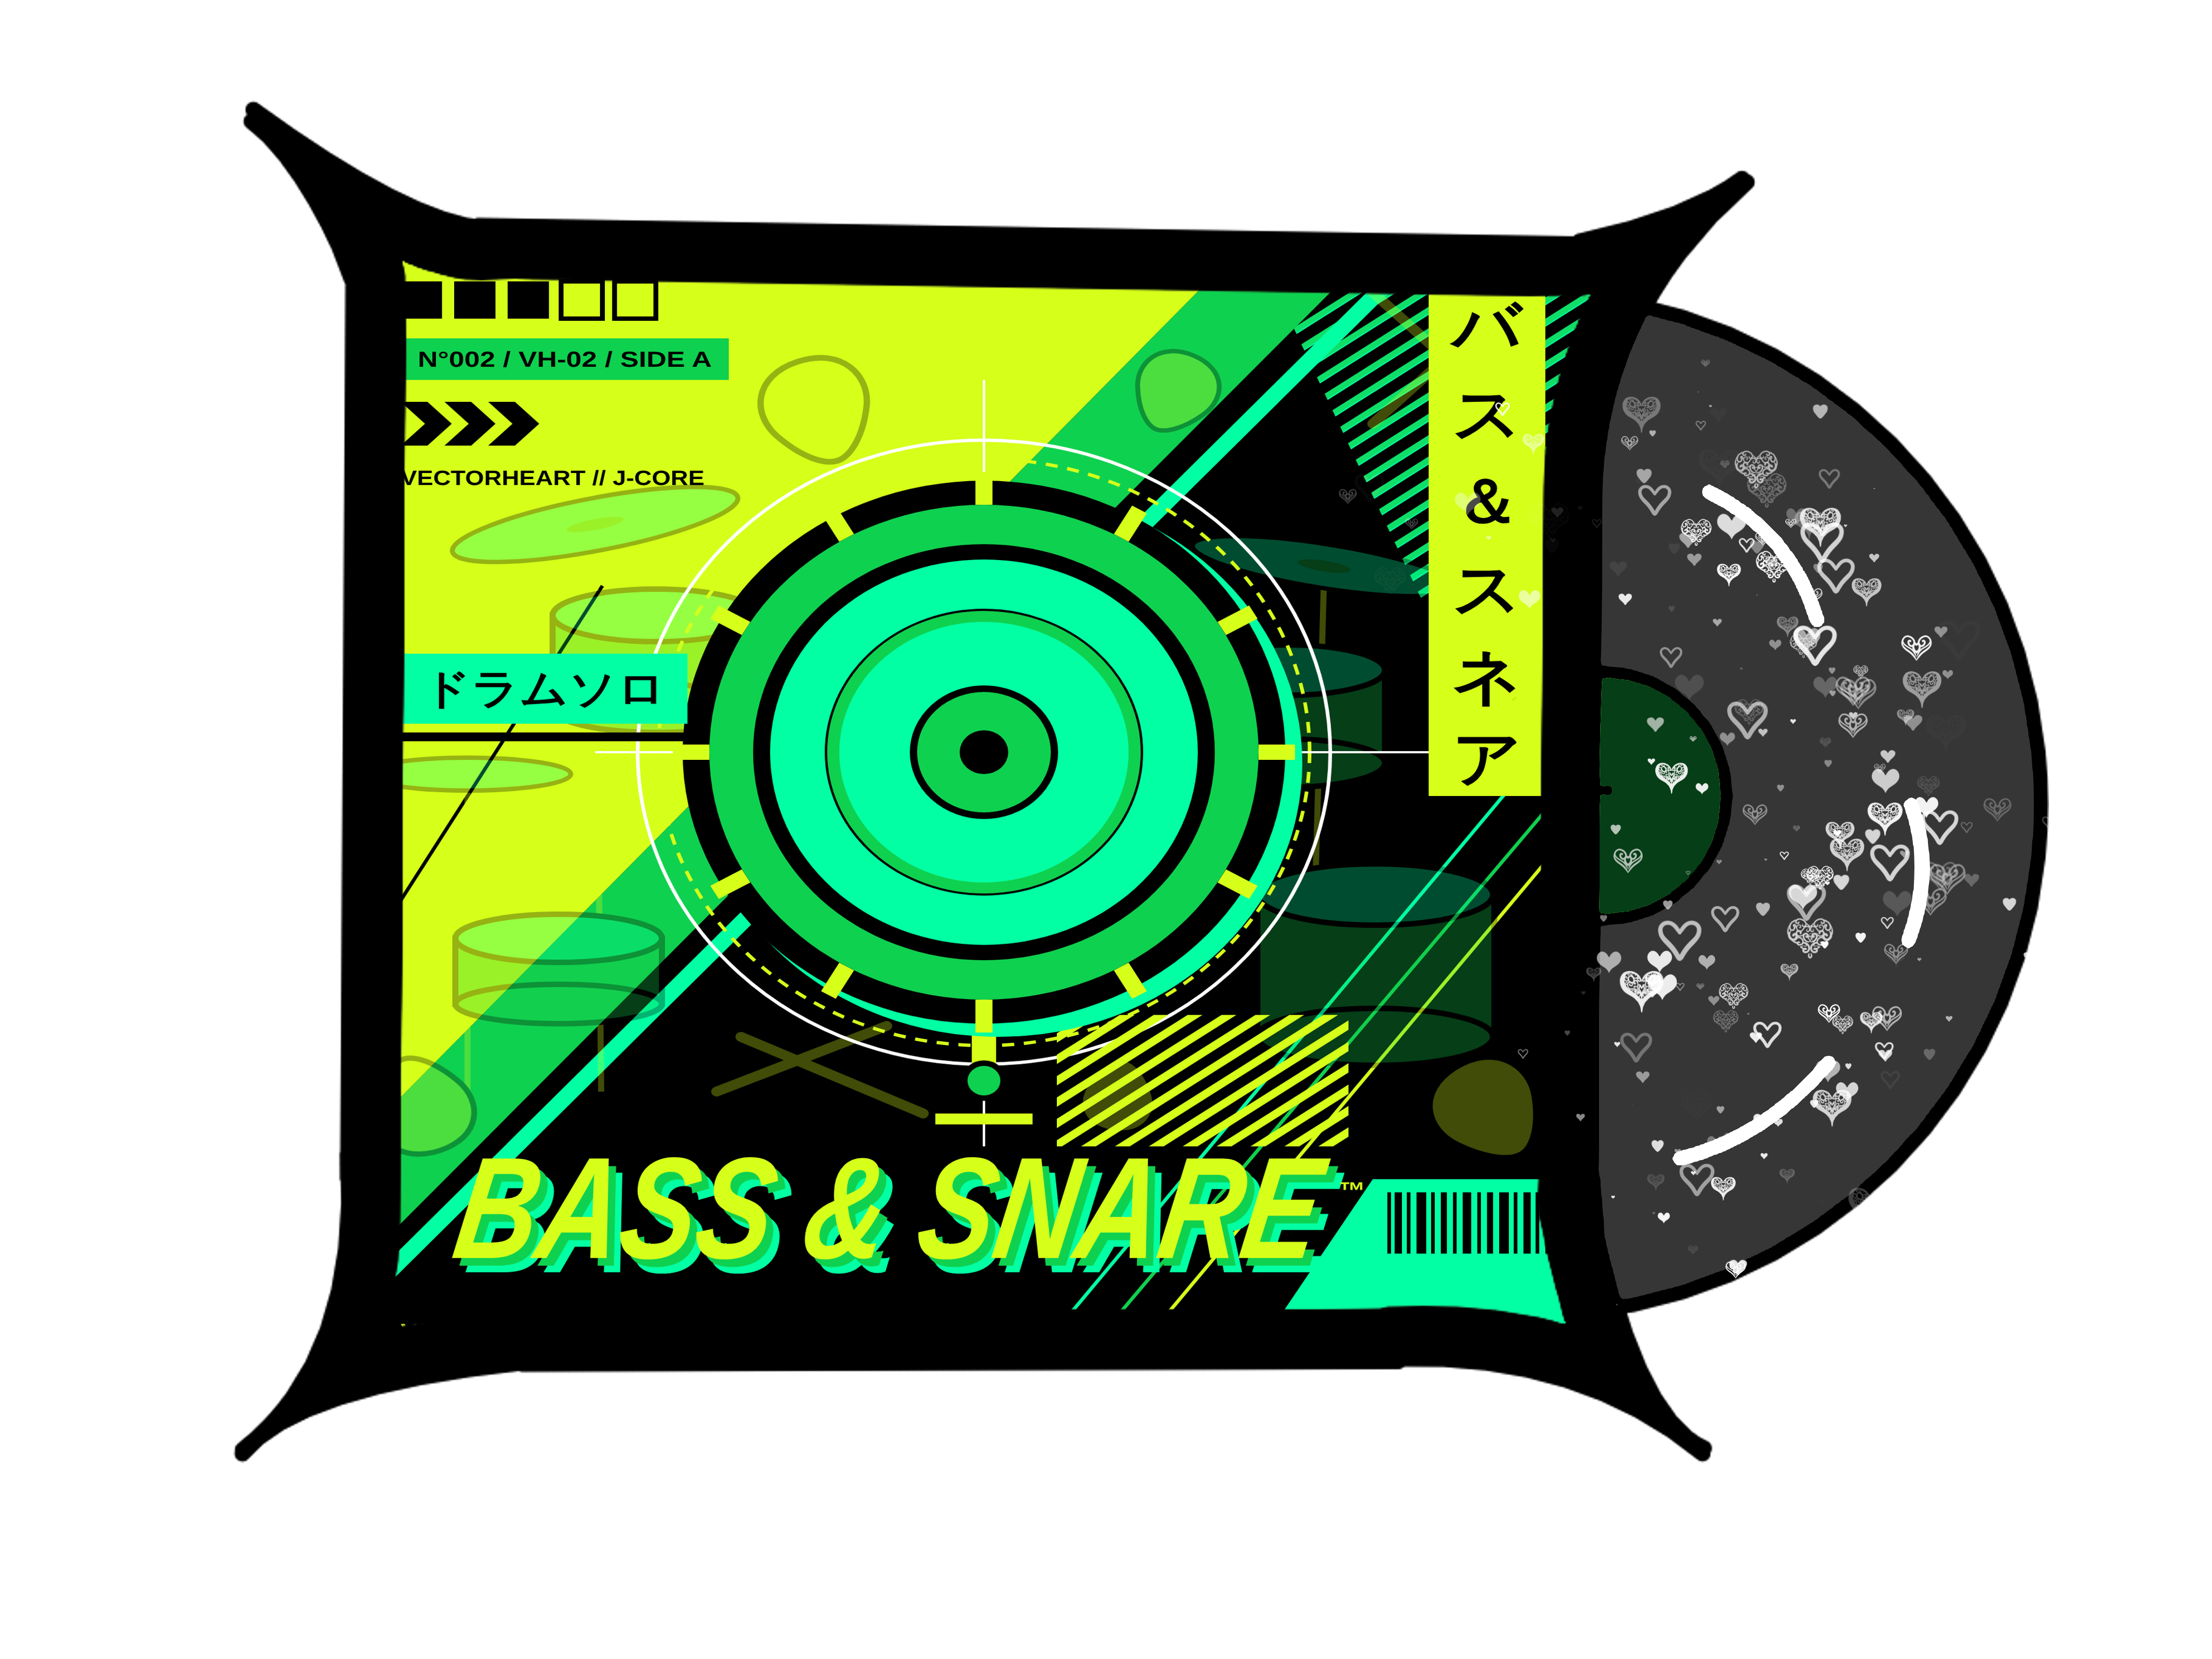 N°002 / VH-02 / SIDE A
VECTORHEART // J-CORE
バス&スネア
ドラムソロ
BASS & SNARE™